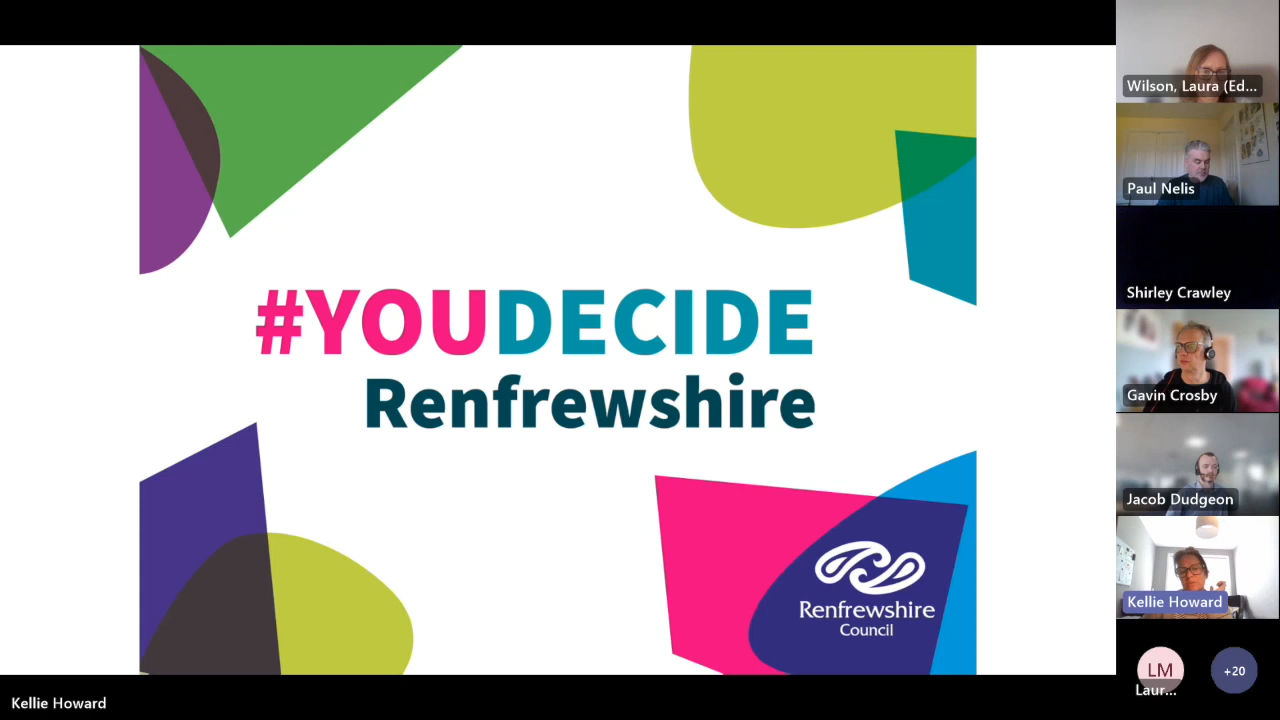 #YOUDECIDE
Renfrewshire
Renfrewshire
Council
Wilson, Laura (Ed...
Paul Nelis
Shirley Crawley
Gavin Crosby
Jacob Dudgeon
Kellie Howard
LM
Laur...
+20
Kellie Howard